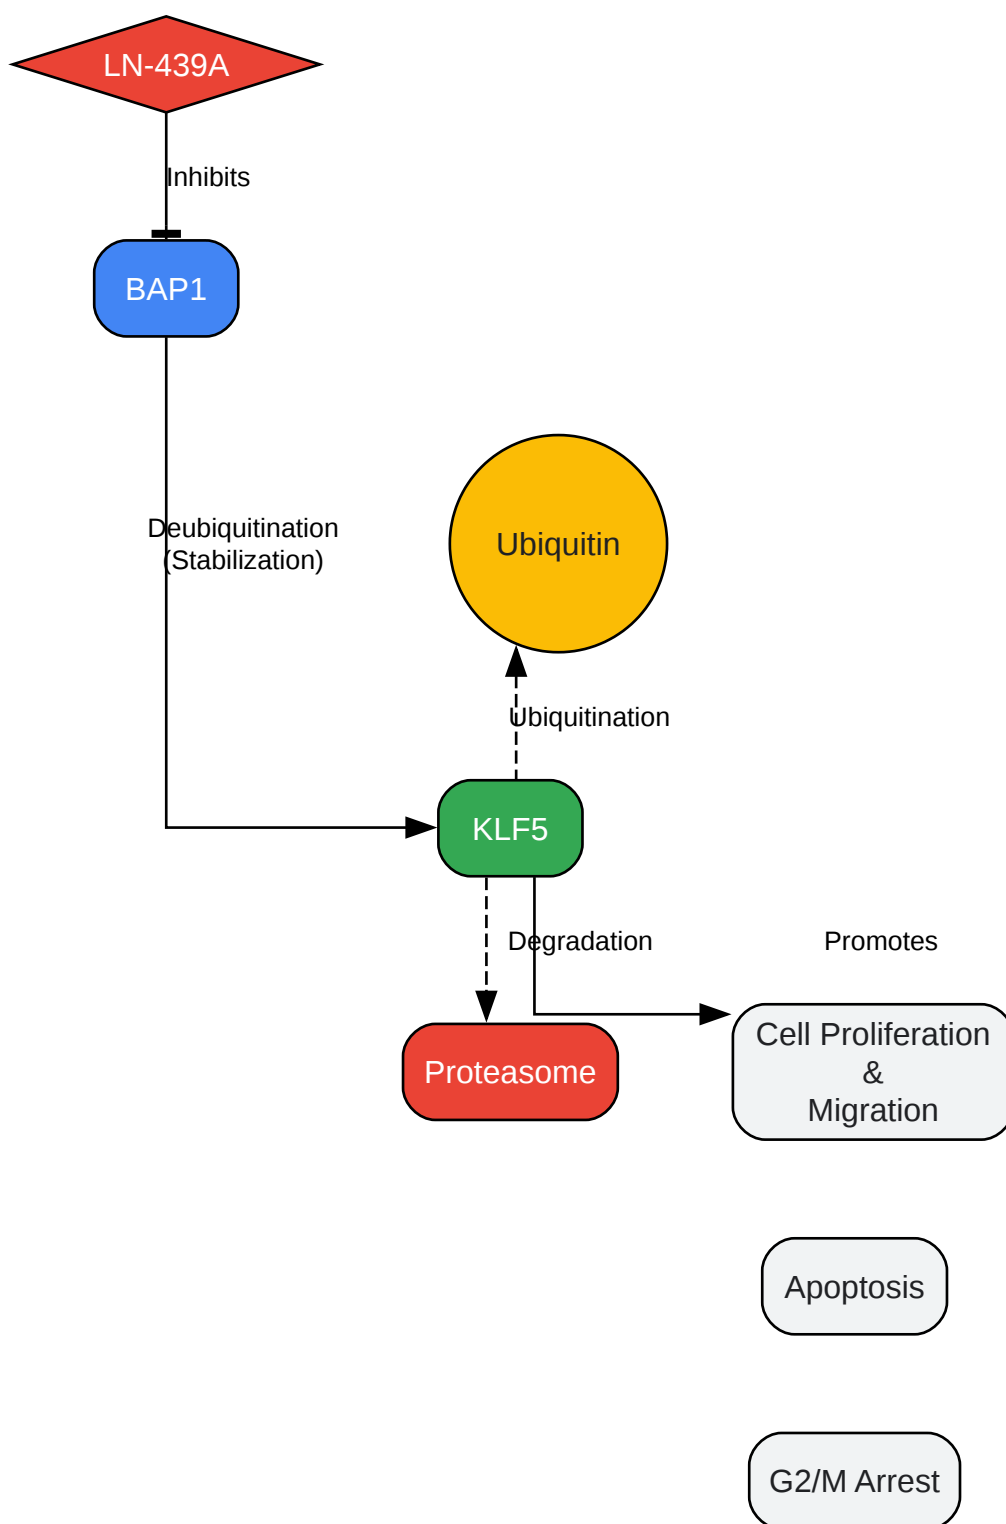 LN-439A
Inhibits
BAP1
Deubiquitination
(Stabilization)
Ubiquitin
Ubiquitination
KLF5
Degradation
Promotes
Proteasome
Cell Proliferation
&
Migration
Apoptosis
G2/M Arrest